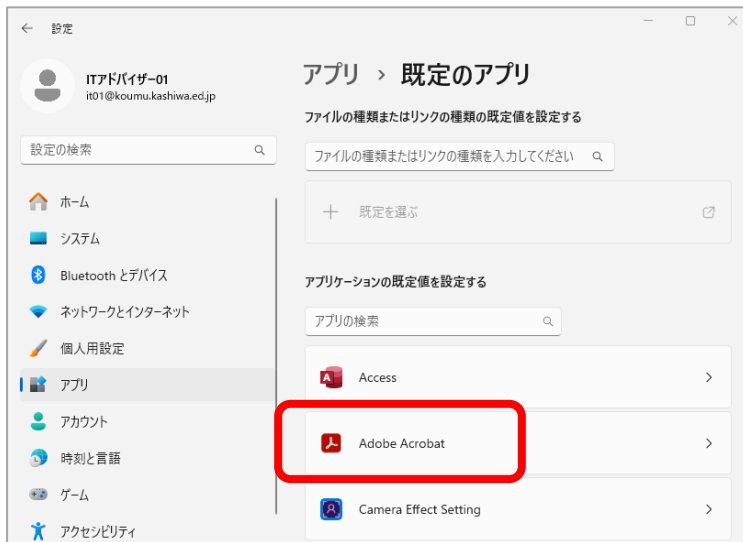 設定
ITアドバイザー01
it01@koumu.kashiwa.ed.jp
設定の検索
ホーム
システム
Bluetooth とデバイス
ネットワークとインターネット
個人用設定
アプリ
アカウント
時刻と言語
ゲーム
アクセシビリティ
アプリ › 既定のアプリ
ファイルの種類またはリンクの種類の既定値を設定する
ファイルの種類またはリンクの種類を入力してください
既定を選ぶ
アプリケーションの既定値を設定する
アプリの検索
Access
Adobe Acrobat
Camera Effect Setting